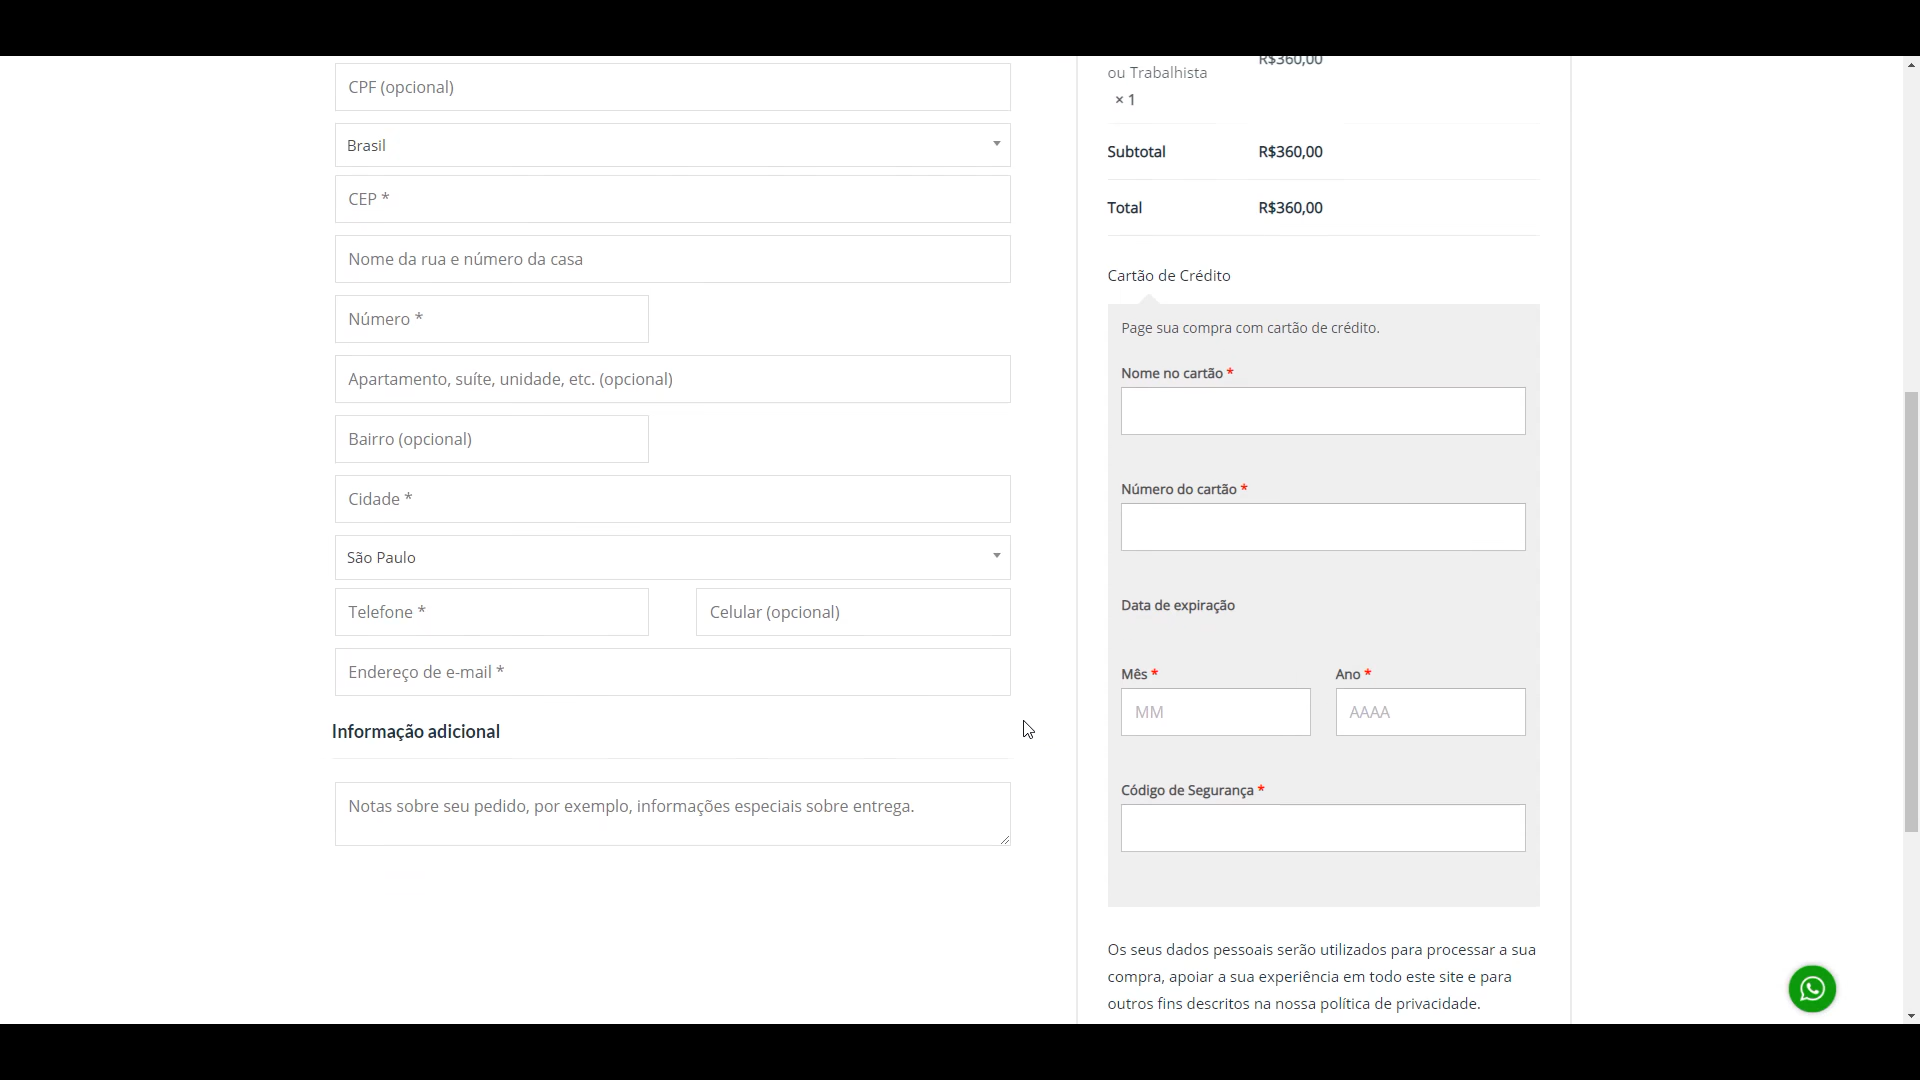 CPF (opcional)
Brasil
CEP *
Nome da rua e número da casa
Número *
Apartamento, suíte, unidade, etc. (opcional)
Bairro (opcional)
Cidade *
São Paulo
Telefone *
Celular (opcional)
Endereço de e-mail *
Informação adicional
Notas sobre seu pedido, por exemplo, informações especiais sobre entrega.
R$360,00
ou Trabalhista
× 1
Subtotal R$360,00
Total R$360,00
Cartão de Crédito
Page sua compra com cartão de crédito.
Nome no cartão *
Número do cartão *
Data de expiração
Mês * Ano *
MM AAAA
Código de Segurança *
Os seus dados pessoais serão utilizados para processar a sua
compra, apoiar a sua experiência em todo este site e para
outros fins descritos na nossa política de privacidade.